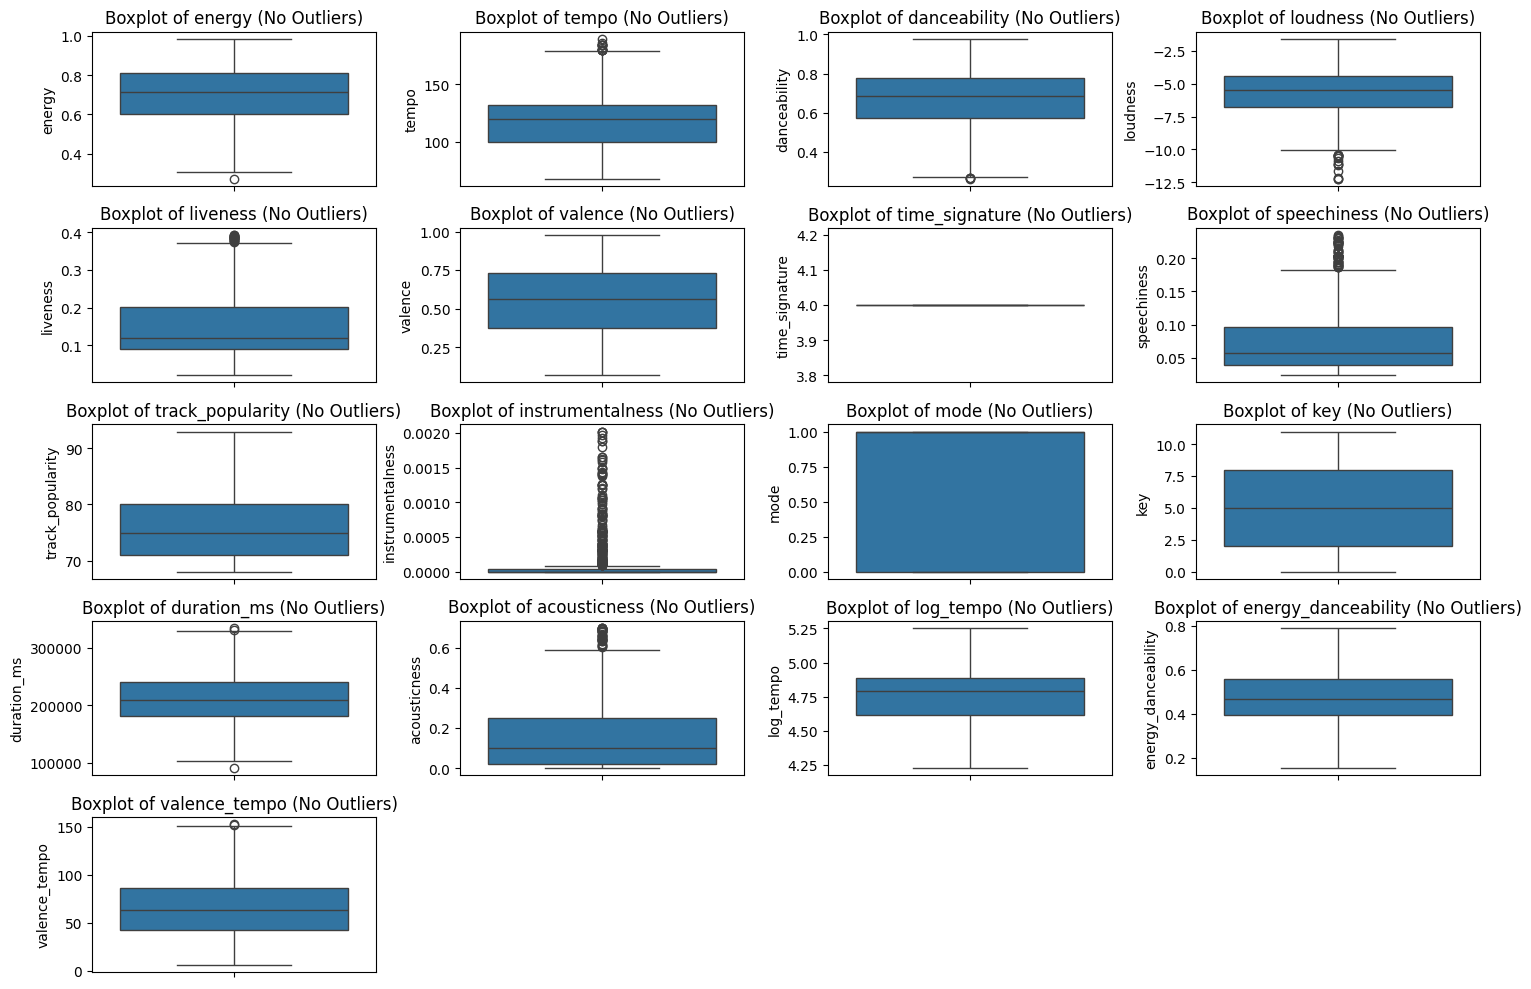 Boxplot of energy (No Outliers)
1.0
0.8
0.6
0.4
energy
Boxplot of tempo (No Outliers)
150
100
tempo
Boxplot of danceability (No Outliers)
1.0
0.8
0.6
0.4
danceability
Boxplot of loudness (No Outliers)
−2.5
−5.0
−7.5
−10.0
−12.5
loudness
Boxplot of liveness (No Outliers)
0.4
0.3
0.2
0.1
liveness
Boxplot of valence (No Outliers)
1.00
0.75
0.50
0.25
valence
Boxplot of time_signature (No Outliers)
4.2
4.1
4.0
3.9
3.8
time_signature
Boxplot of speechiness (No Outliers)
0.20
0.15
0.10
0.05
speechiness
Boxplot of track_popularity (No Outliers)
90
80
70
track_popularity
Boxplot of instrumentalness (No Outliers)
0.0020
0.0015
0.0010
0.0005
0.0000
instrumentalness
Boxplot of mode (No Outliers)
1.00
0.75
0.50
0.25
0.00
mode
Boxplot of key (No Outliers)
10.0
7.5
5.0
2.5
0.0
key
Boxplot of duration_ms (No Outliers)
300000
200000
100000
duration_ms
Boxplot of acousticness (No Outliers)
0.6
0.4
0.2
0.0
acousticness
Boxplot of log_tempo (No Outliers)
5.25
5.00
4.75
4.50
4.25
log_tempo
Boxplot of energy_danceability (No Outliers)
0.8
0.6
0.4
0.2
energy_danceability
Boxplot of valence_tempo (No Outliers)
150
100
50
0
valence_tempo